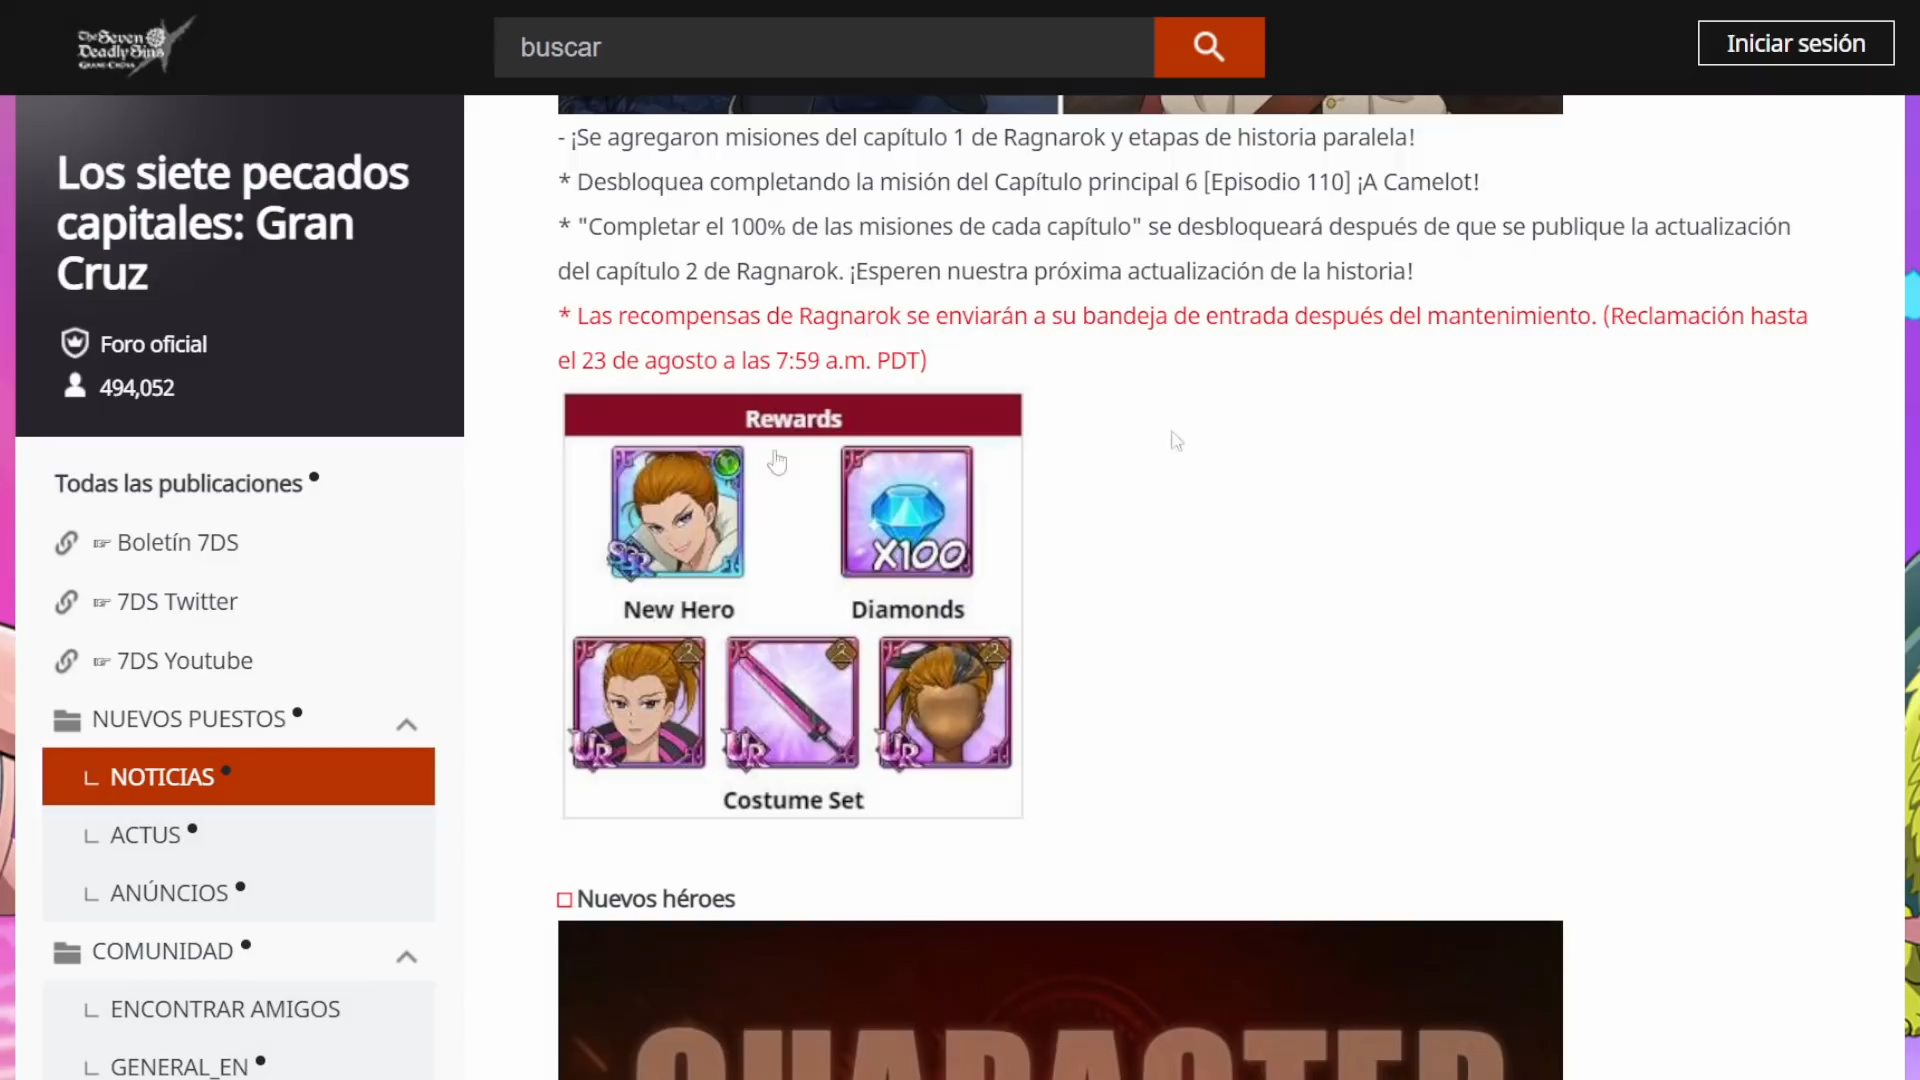 The Seven
Deadly Sins
GRAND CROSS
buscar
Iniciar sesión
Los siete pecados
capitales: Gran
Cruz
Foro oficial
494,052
Todas las publicaciones
☞ Boletín 7DS
☞ 7DS Twitter
☞ 7DS Youtube
NUEVOS PUESTOS
NOTICIAS
ACTUS
ANÚNCIOS
COMUNIDAD
ENCONTRAR AMIGOS
GENERAL_EN
- ¡Se agregaron misiones del capítulo 1 de Ragnarok y etapas de historia paralela!
* Desbloquea completando la misión del Capítulo principal 6 [Episodio 110] ¡A Camelot!
* "Completar el 100% de las misiones de cada capítulo" se desbloqueará después de que se publique la actualización
del capítulo 2 de Ragnarok. ¡Esperen nuestra próxima actualización de la historia!
* Las recompensas de Ragnarok se enviarán a su bandeja de entrada después del mantenimiento. (Reclamación hasta
el 23 de agosto a las 7:59 a.m. PDT)
Rewards
SSR
X100
New Hero
Diamonds
UR
UR
UR
Costume Set
Nuevos héroes
CHARACTER